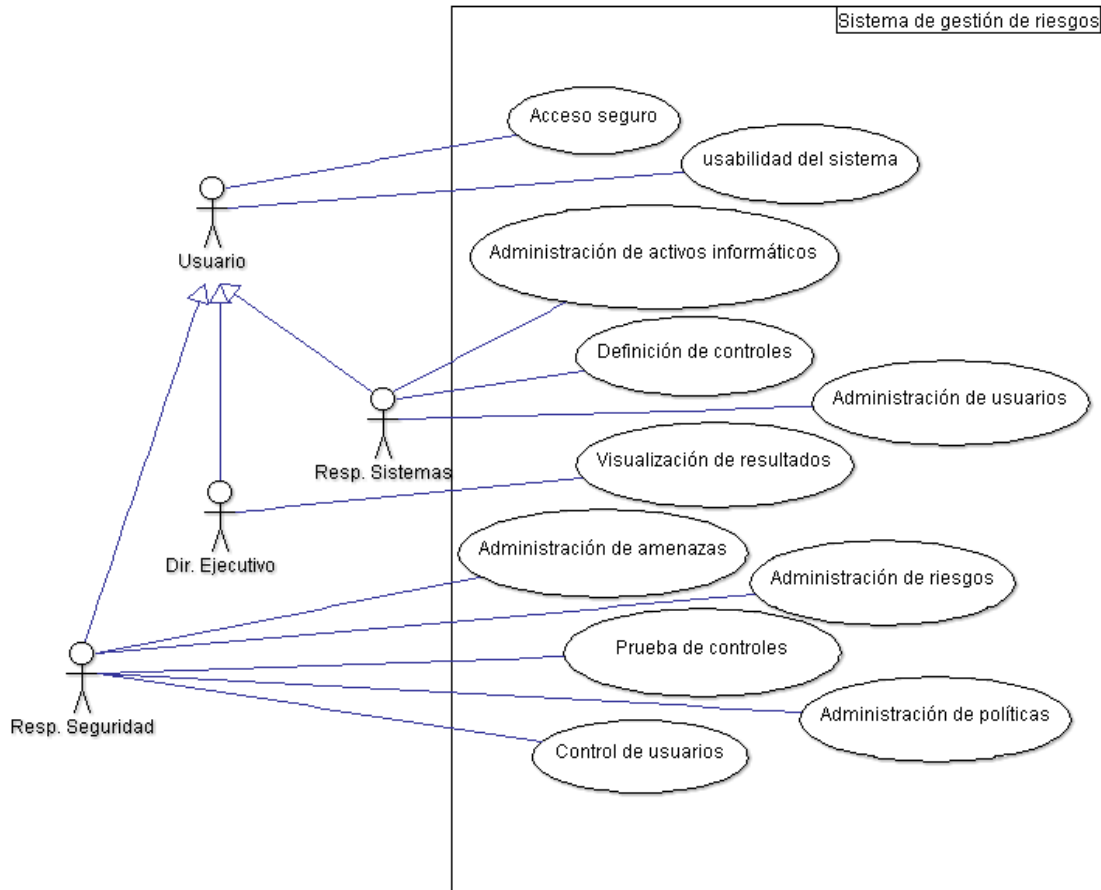 Sistema de gestión de riesgos
Acceso seguro
usabilidad del sistema
Usuario
Administración de activos informáticos
Definición de controles
Administración de usuarios
Resp. Sistemas
Visualización de resultados
Dir. Ejecutivo
Administración de amenazas
Administración de riesgos
Prueba de controles
Resp. Seguridad
Administración de políticas
Control de usuarios